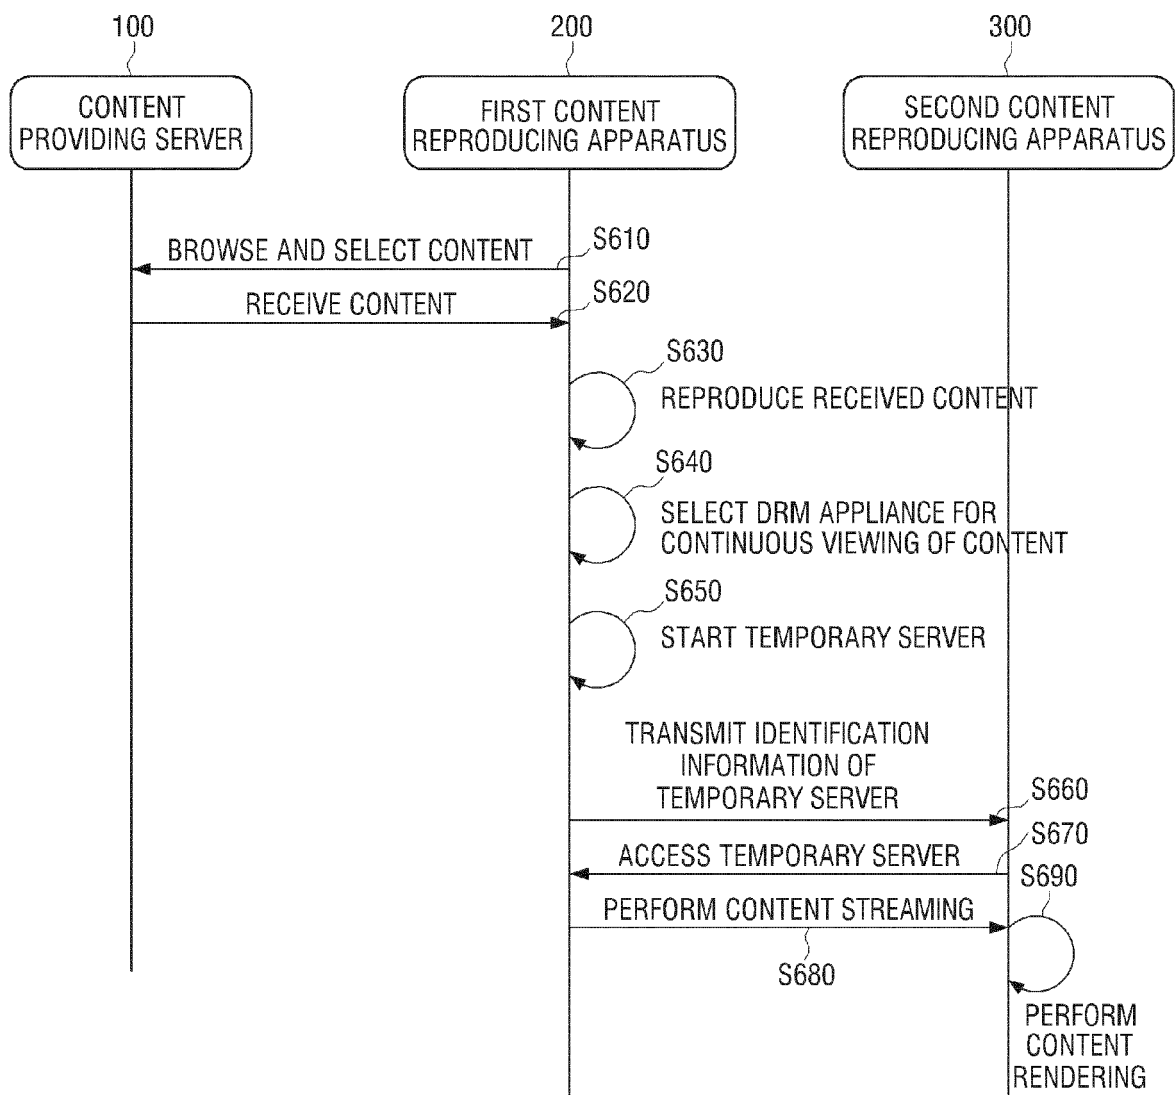 100
200
300
CONTENT
PROVIDING SERVER
FIRST CONTENT
REPRODUCING APPARATUS
SECOND CONTENT
REPRODUCING APPARATUS
BROWSE AND SELECT CONTENT
S610
RECEIVE CONTENT
S620
S630
REPRODUCE RECEIVED CONTENT
S640
SELECT DRM APPLIANCE FOR
CONTINUOUS VIEWING OF CONTENT
S650
START TEMPORARY SERVER
TRANSMIT IDENTIFICATION
INFORMATION OF
TEMPORARY SERVER
S660
S670
ACCESS TEMPORARY SERVER
S690
PERFORM CONTENT STREAMING
S680
PERFORM
CONTENT
RENDERING